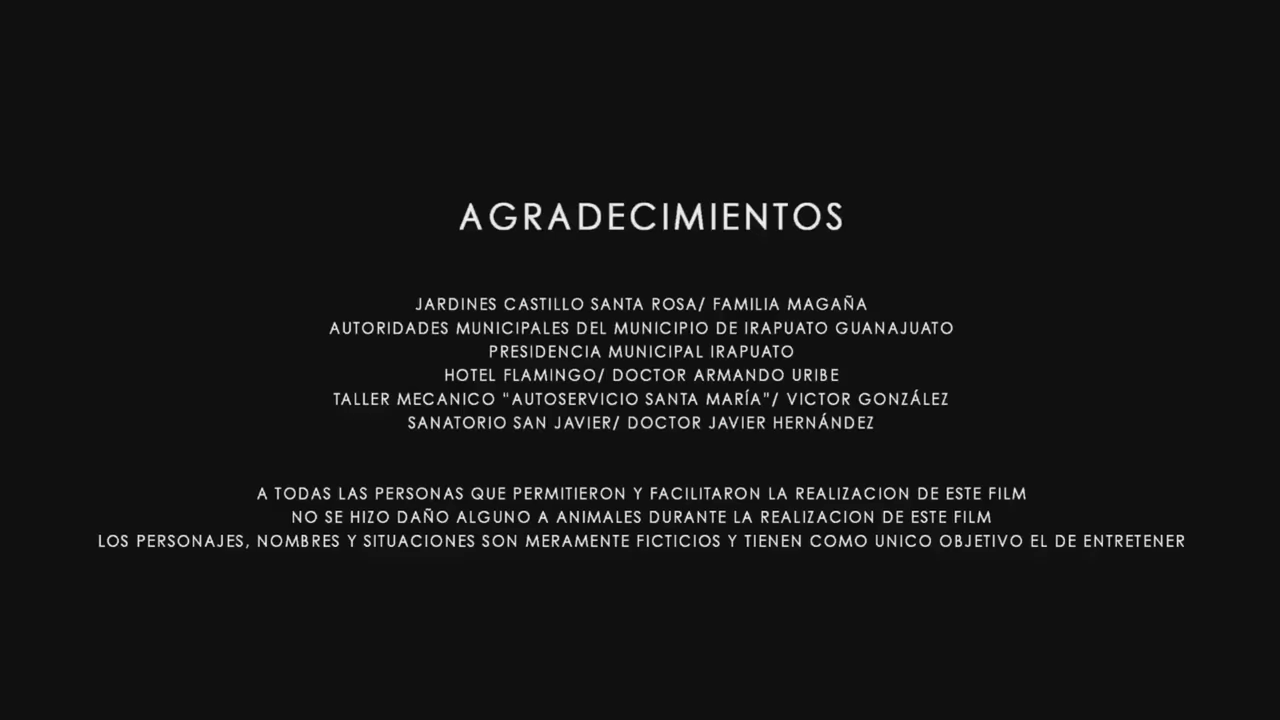 AGRADECIMIENTOS
JARDINES CASTILLO SANTA ROSA/ FAMILIA MAGAÑA
AUTORIDADES MUNICIPALES DEL MUNICIPIO DE IRAPUATO GUANAJUATO
PRESIDENCIA MUNICIPAL IRAPUATO
HOTEL FLAMINGO/ DOCTOR ARMANDO URIBE
TALLER MECANICO "AUTOSERVICIO SANTA MARÍA"/ VICTOR GONZÁLEZ
SANATORIO SAN JAVIER/ DOCTOR JAVIER HERNÁNDEZ
A TODAS LAS PERSONAS QUE PERMITIERON Y FACILITARON LA REALIZACION DE ESTE FILM
NO SE HIZO DAÑO ALGUNO A ANIMALES DURANTE LA REALIZACION DE ESTE FILM
LOS PERSONAJES, NOMBRES Y SITUACIONES SON MERAMENTE FICTICIOS Y TIENEN COMO UNICO OBJETIVO EL DE ENTRETENER